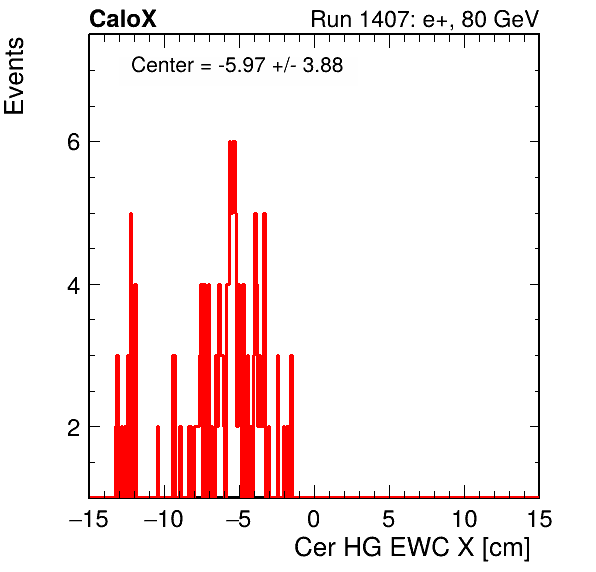 CaloX Run 1407: e+, 80 GeV
Center = -5.97 +/- 3.88
Events
6
4
2
−15 −10 −5 0 5 10 15
Cer HG EWC X [cm]